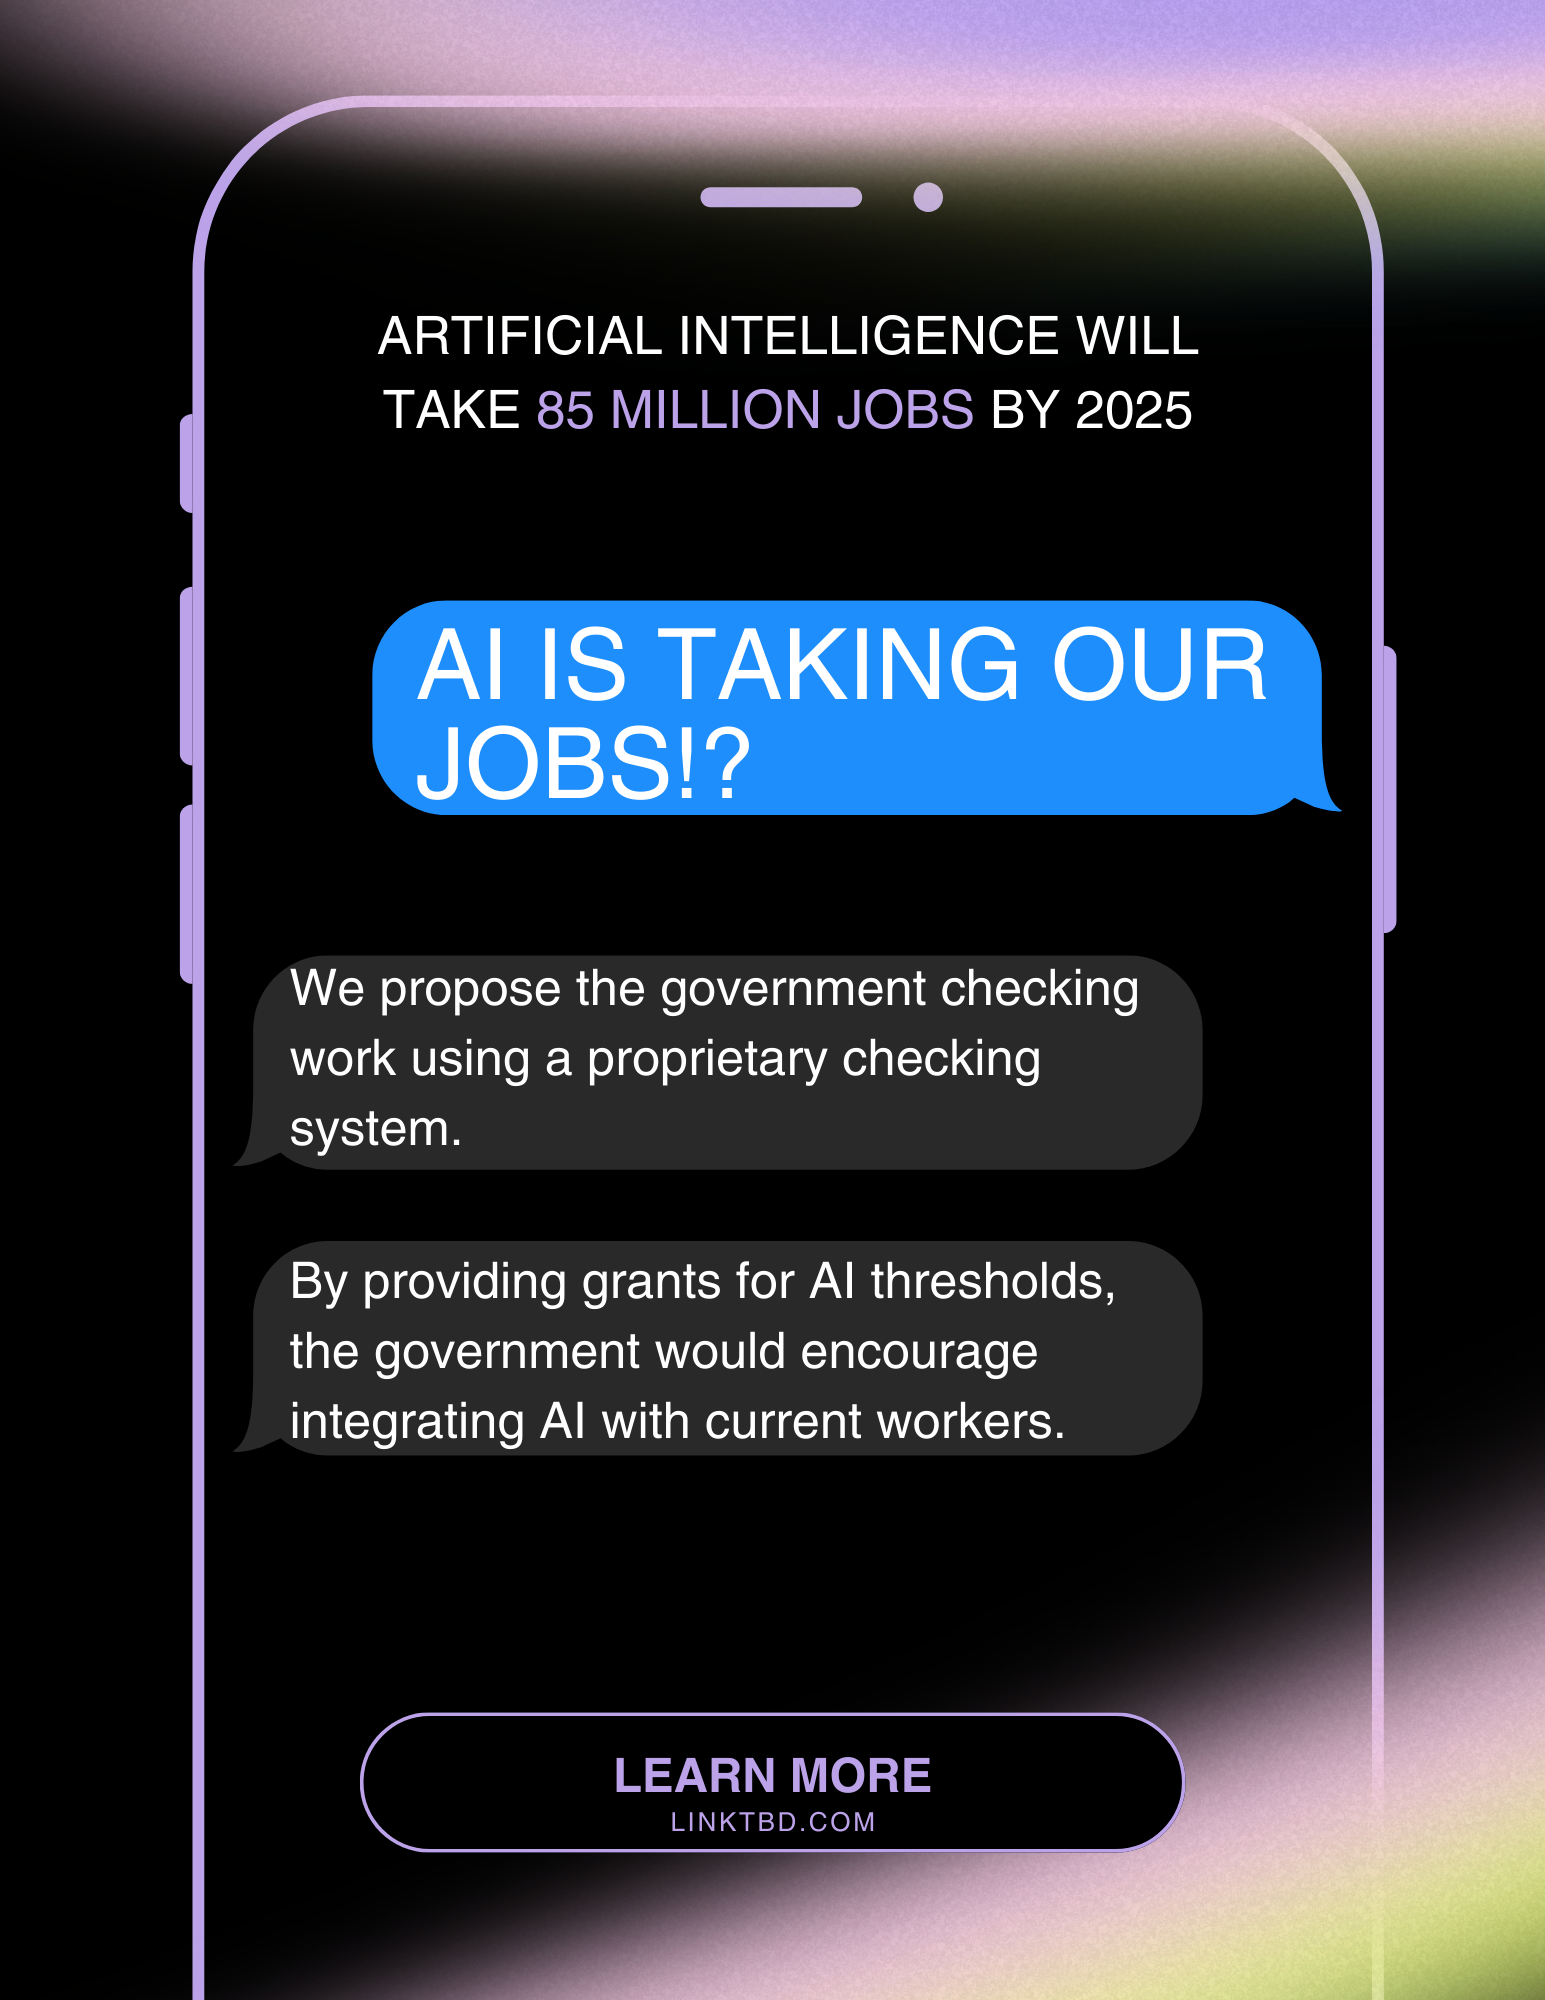 ARTIFICIAL INTELLIGENCE WILL
TAKE 85 MILLION JOBS BY 2025
AI IS TAKING OUR
JOBS!?
We propose the government checking
work using a proprietary checking
system.
By providing grants for AI thresholds,
the government would encourage
integrating AI with current workers.
LEARN MORE
LINKTBD.COM